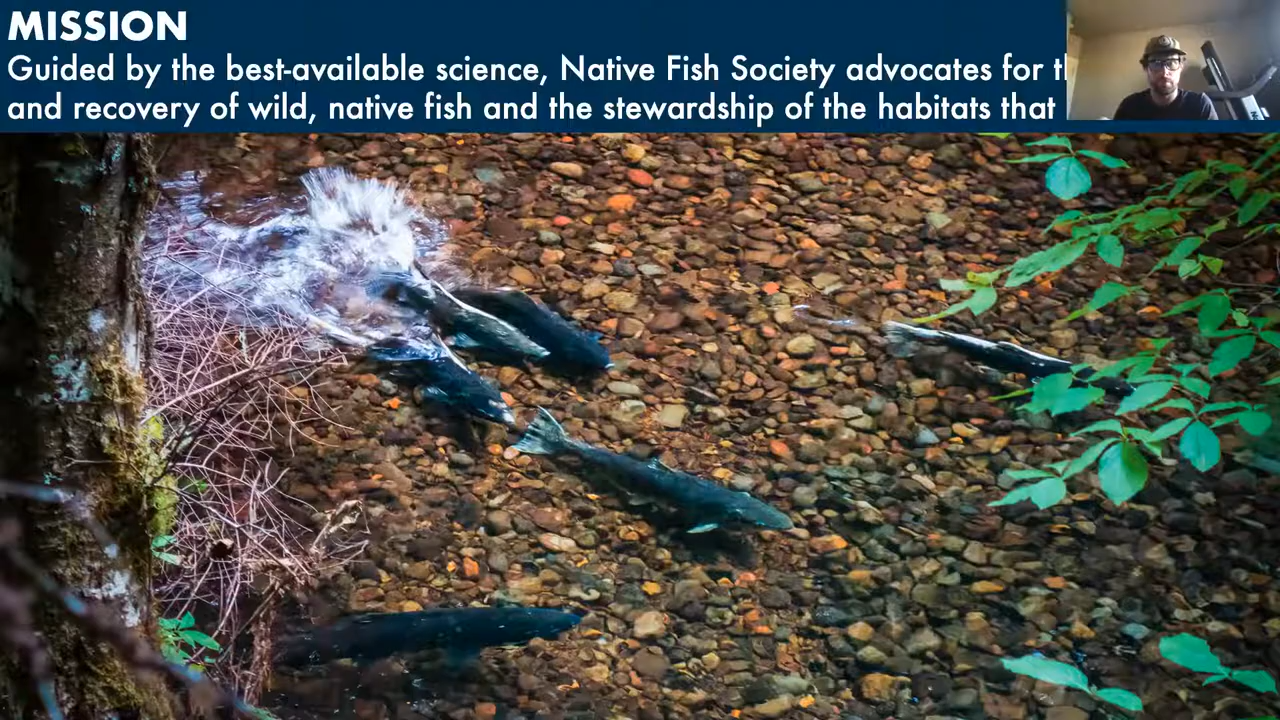 MISSION
Guided by the best-available science, Native Fish Society advocates for
and recovery of wild, native fish and the stewardship of the habitats that